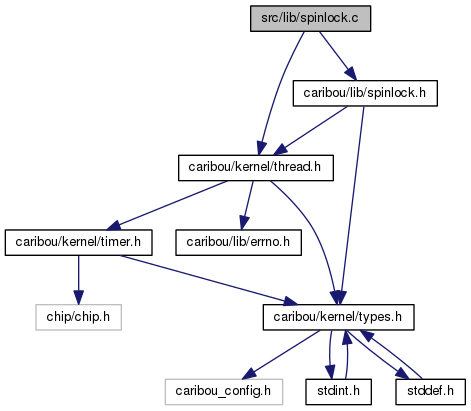 src/lib/spinlock.c
caribou/lib/spinlock.h
caribou/kernel/thread.h
caribou/kernel/timer.h
caribou/lib/errno.h
chip/chip.h
caribou/kernel/types.h
caribou_config.h
stdint.h
stddef.h